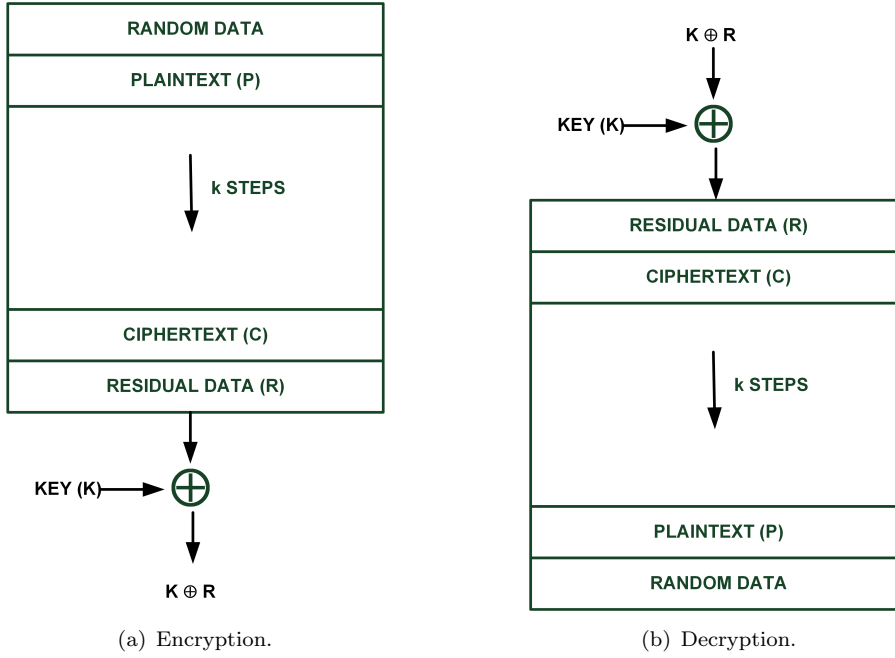 RANDOM DATA
PLAINTEXT (P)
k STEPS
CIPHERTEXT (C)
RESIDUAL DATA (R)
KEY (K)
K ⊕ R
(a) Encryption.
K ⊕ R
KEY (K)
RESIDUAL DATA (R)
CIPHERTEXT (C)
k STEPS
PLAINTEXT (P)
RANDOM DATA
(b) Decryption.